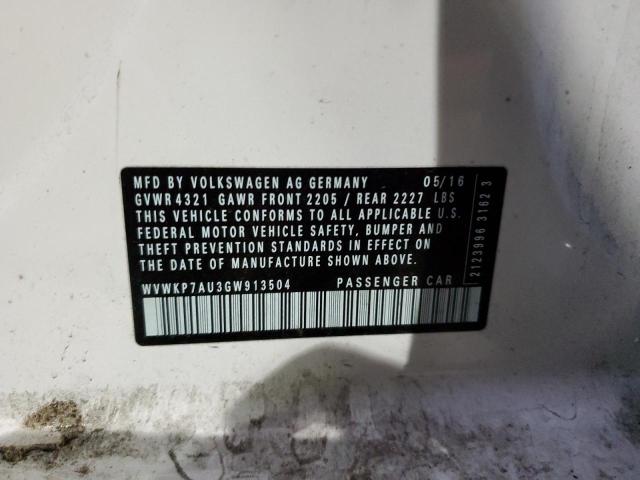 MFD BY VOLKSWAGEN AG GERMANY 05/16
GVWR 4321 GAWR FRONT 2205 / REAR 2227 LBS
THIS VEHICLE CONFORMS TO ALL APPLICABLE U.S.
FEDERAL MOTOR VEHICLE SAFETY, BUMPER AND
THEFT PREVENTION STANDARDS IN EFFECT ON
THE DATE OF MANUFACTURE SHOWN ABOVE.
WVWKP7AU3GW913504 PASSENGER CAR
2123996 3162 3